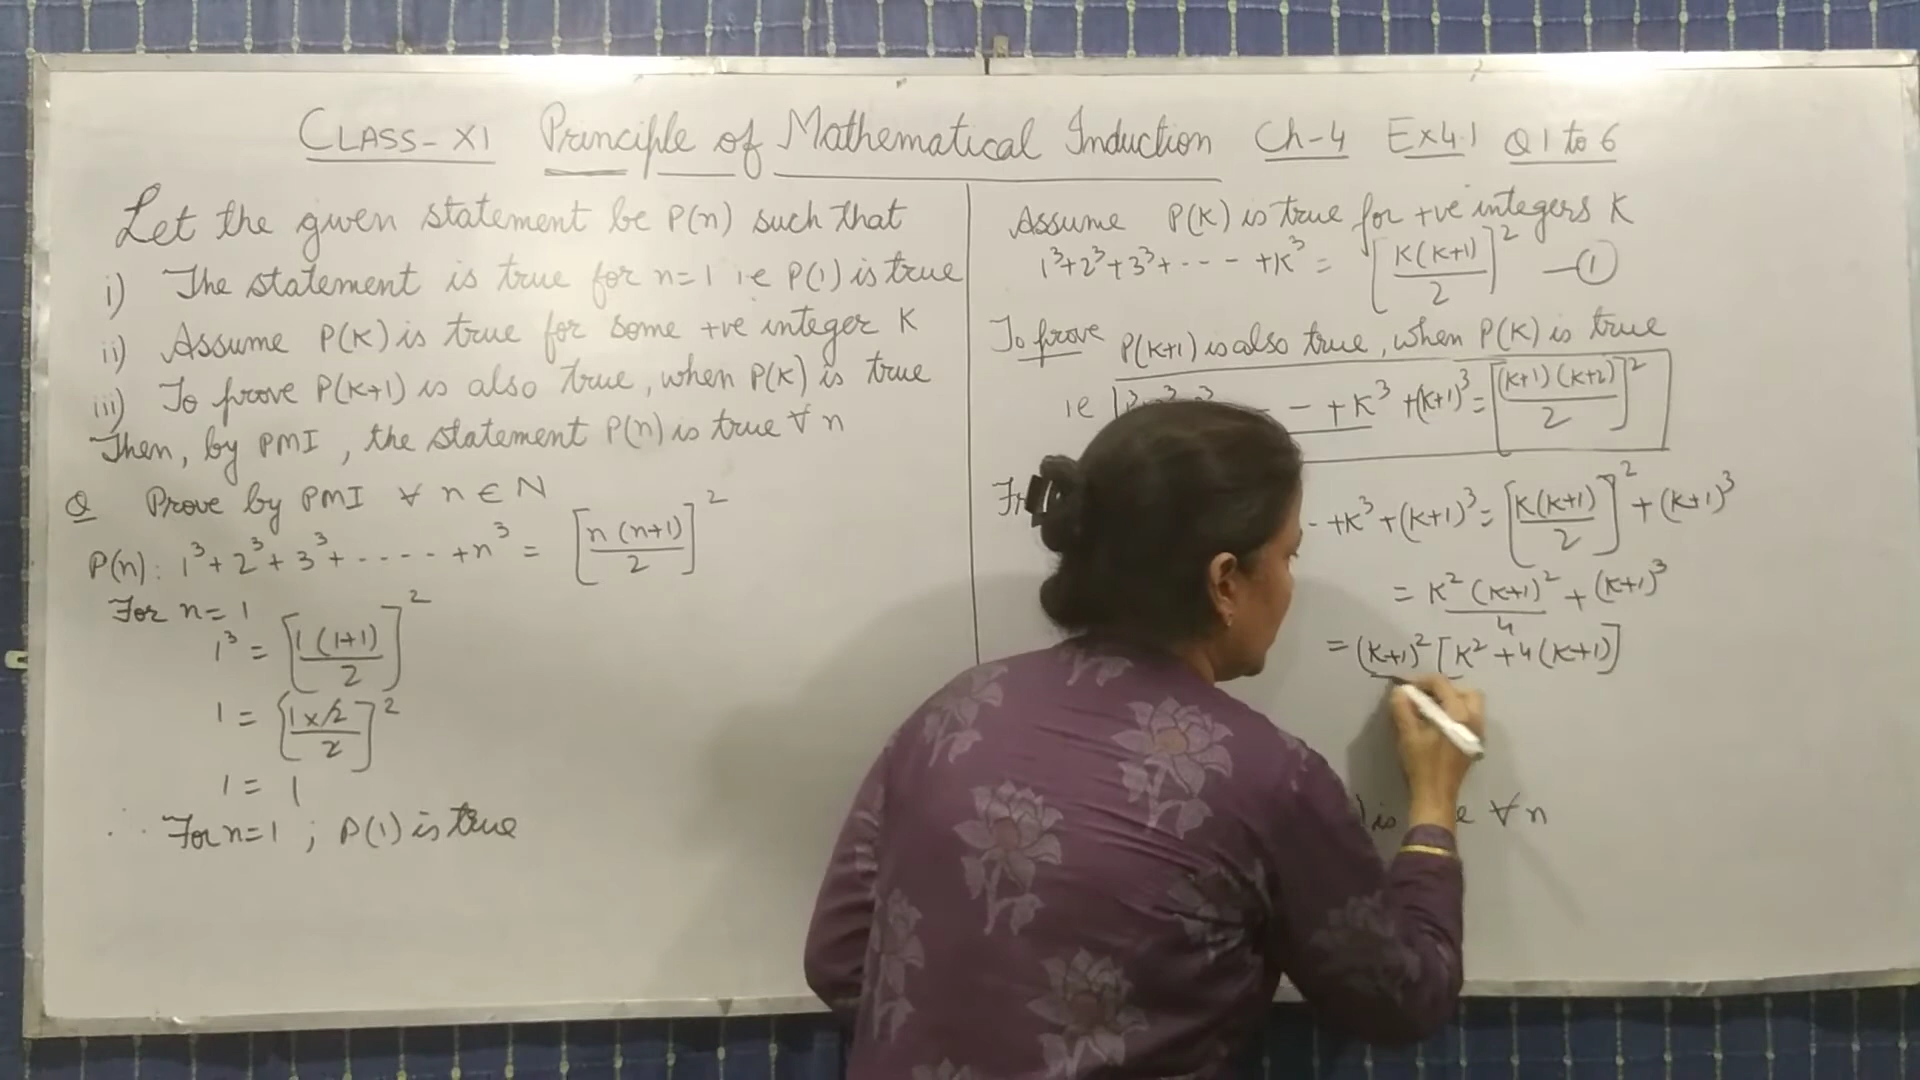 CLASS-XI Principle of Mathematical Induction Ch-4 Ex4.1 Q1 to 6
Let the given statement be P(n) such that
i) The statement is true for n=1 ie P(1) is true
ii) Assume P(K) is true for some +ve integer K
iii) To prove P(K+1) is also true, when P(K) is true
Then, by PMI, the statement P(n) is true ∀ n
Q Prove by PMI ∀ n ∈ N
P(n): 1³+2³+3³+-----+n³ = [n(n+1)/2]²
For n=1
1³ = [1(1+1)/2]²
1 = [1×2/2]²
1 = 1
∴ For n=1 ; P(1) is true
Assume P(K) is true for +ve integers K
1³+2³+3³+----+K³ = [K(K+1)/2]² —①
To prove P(K+1) is also true, when P(K) is true
ie - +K³ +(K+1)³ = [(K+1)(K+2)/2]²
- +K³+(K+1)³ = [K(K+1)/2]² + (K+1)³
= K²(K+1)²/4 + (K+1)³
= (K+1)² [K²+4(K+1)]
is ∀ n